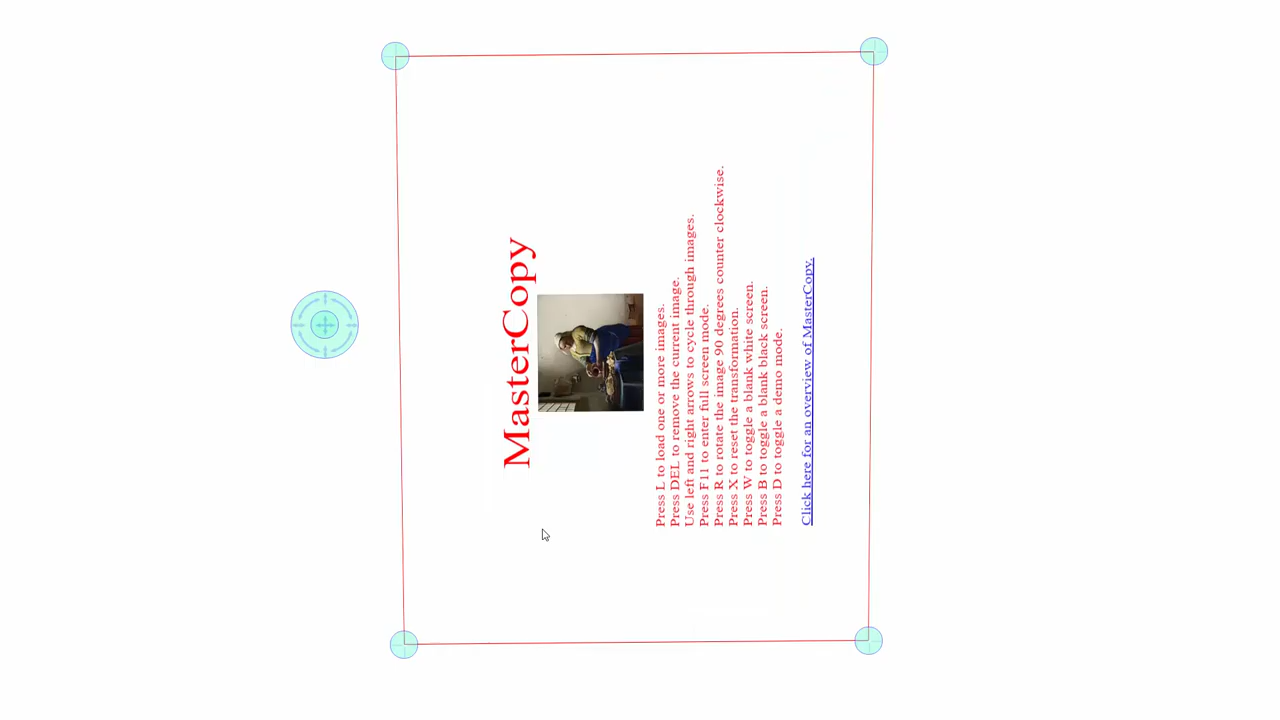 MasterCopy
Press L to load one or more images.
Press DEL to remove the current image.
Use left and right arrows to cycle through images.
Press F11 to enter full screen mode.
Press R to rotate the image 90 degrees counter clockwise.
Press X to reset the transformation.
Press W to toggle a blank white screen.
Press B to toggle a blank black screen.
Press D to toggle a demo mode.
Click here for an overview of MasterCopy.